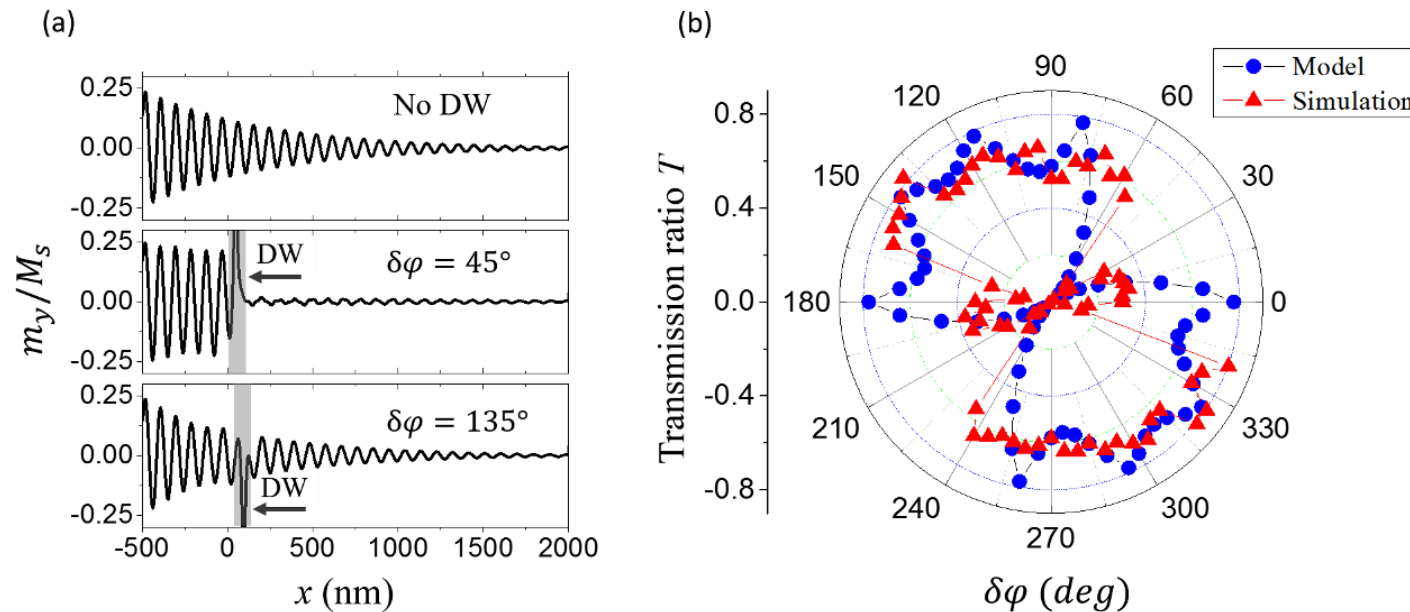 (a)
0.25
0.00
-0.25
No DW
0.25
0.00
-0.25
DW
δφ = 45°
0.25
0.00
-0.25
δφ = 135°
DW
-500 0 500 1000 1500 2000
x (nm)
m_y/M_s
(b)
Model
Simulation
0.8
0.4
0.0
-0.4
-0.8
Transmission ratio T
90
120 60
150 30
180 0
210 330
240 300
270
δφ (deg)